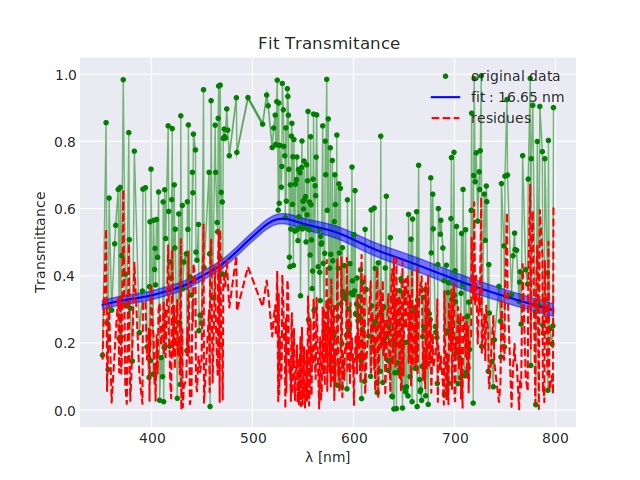 Fit Transmitance
original data
fit : 16.65 nm
residues
Transmittance
1.0
0.8
0.6
0.4
0.2
0.0
400
500
600
700
800
λ [nm]